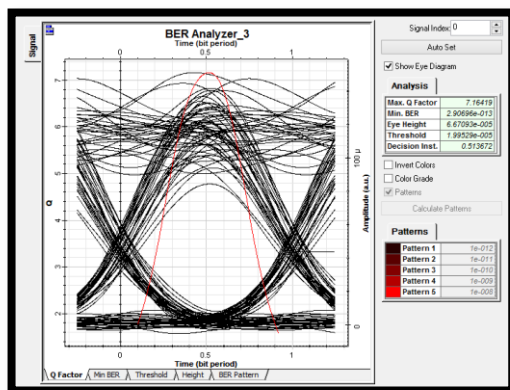 Signal
BER Analyzer_3
Time (bit period)
0 0.5 1
7
6
5
4
3
2
Q
100 µ
0
Amplitude (a.u.)
0 0.5 1
Time (bit period)
Q Factor Min BER Threshold Height BER Pattern
Signal Index: 0
Auto Set
Show Eye Diagram
Analysis
Max. Q Factor 7.16419
Min. BER 2.90696e-013
Eye Height 6.67093e-005
Threshold 1.99529e-005
Decision Inst. 0.513672
Invert Colors
Color Grade
Patterns
Calculate Patterns
Patterns
Pattern 1 1e-012
Pattern 2 1e-011
Pattern 3 1e-010
Pattern 4 1e-009
Pattern 5 1e-008